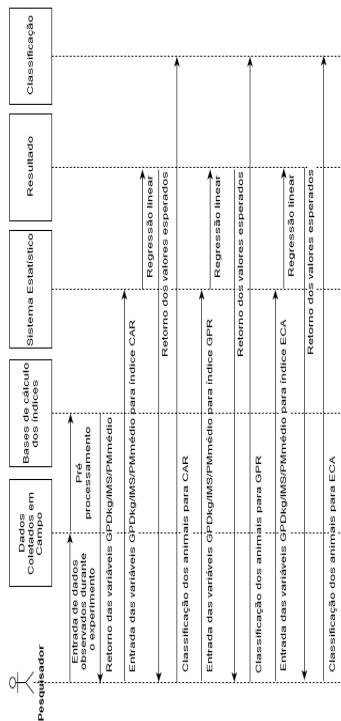 Pesquisador
Dados
Coletados em
Campo
Bases de cálculo
dos índices
Sistema Estatístico
Resultado
Classificação
Entrada de dados
observados durante
o experimento
Pré
processamento
Retorno das variáveis GPDkg/IMS/PMmédio
Entrada das variáveis GPDkg/IMS/PMmédio para índice CAR
Regressão linear
Retorno dos valores esperados
Classificação dos animais para CAR
Entrada das variáveis GPDkg/IMS/PMmédio para índice GPR
Regressão linear
Retorno dos valores esperados
Classificação dos animais para GPR
Entrada das variáveis GPDkg/IMS/PMmédio para índice ECA
Regressão linear
Retorno dos valores esperados
Classificação dos animais para ECA